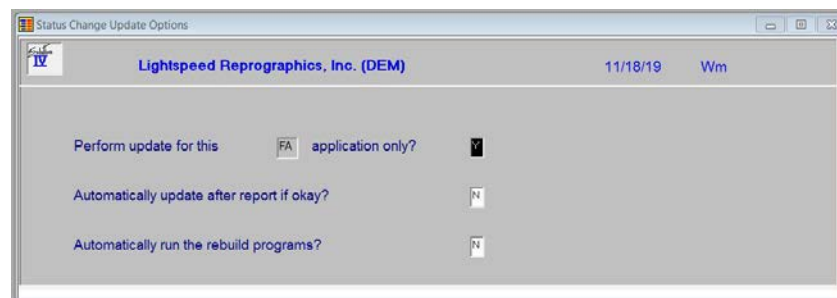 Status Change Update Options
IV
Lightspeed Reprographics, Inc. (DEM) 11/18/19 Wm
Perform update for this FA application only? Y
Automatically update after report if okay? N
Automatically run the rebuild programs? N